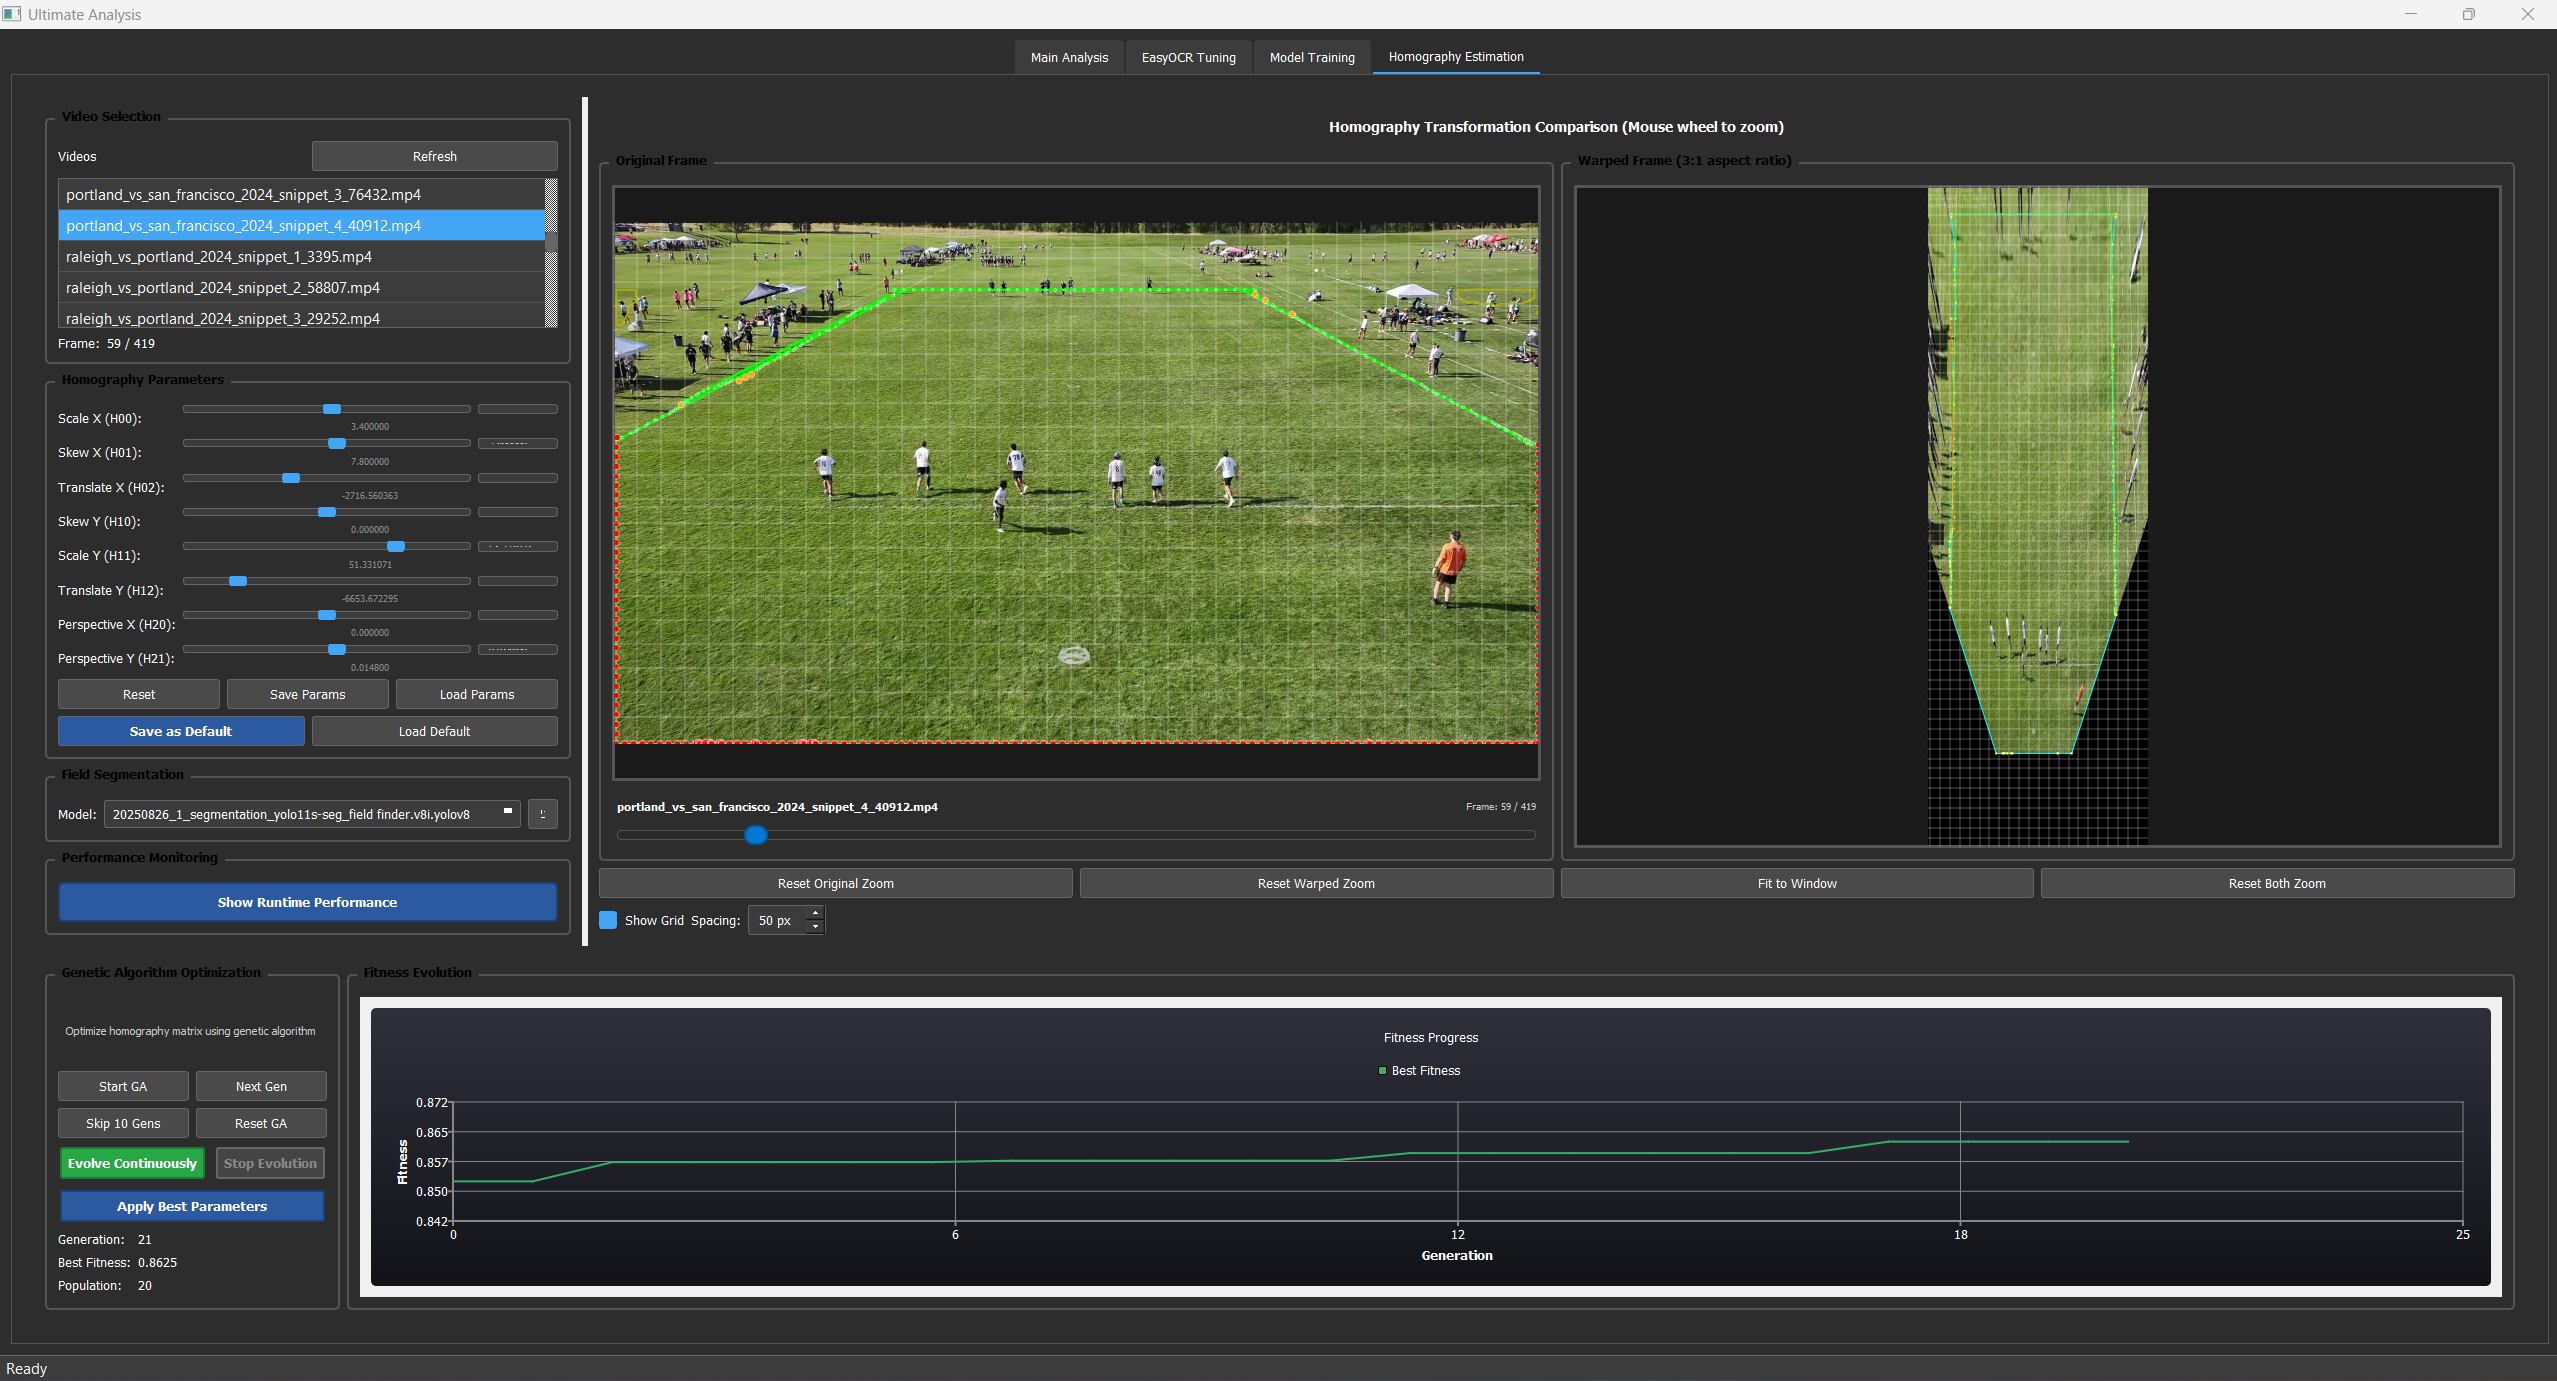 Ultimate Analysis
Main Analysis
EasyOCR Tuning
Model Training
Homography Estimation
Video Selection
Videos
Refresh
portland_vs_san_francisco_2024_snippet_3_76432.mp4
portland_vs_san_francisco_2024_snippet_4_40912.mp4
raleigh_vs_portland_2024_snippet_1_3395.mp4
raleigh_vs_portland_2024_snippet_2_58807.mp4
raleigh_vs_portland_2024_snippet_3_29252.mp4
Frame: 59 / 419
Homography Parameters
Scale X (H00):
3.400000
Skew X (H01):
7.800000
Translate X (H02):
-2716.560363
Skew Y (H10):
0.000000
Scale Y (H11):
51.331071
Translate Y (H12):
-6653.672295
Perspective X (H20):
0.000000
Perspective Y (H21):
0.014800
Reset
Save Params
Load Params
Save as Default
Load Default
Field Segmentation
Model: 20250826_1_segmentation_yolo11s-seg_field finder.v8i.yolov8
Performance Monitoring
Show Runtime Performance
Homography Transformation Comparison (Mouse wheel to zoom)
Original Frame
portland_vs_san_francisco_2024_snippet_4_40912.mp4
Frame: 59 / 419
Warped Frame (3:1 aspect ratio)
Reset Original Zoom
Reset Warped Zoom
Fit to Window
Reset Both Zoom
Show Grid Spacing: 50 px
Genetic Algorithm Optimization
Optimize homography matrix using genetic algorithm
Start GA
Next Gen
Skip 10 Gens
Reset GA
Evolve Continuously
Stop Evolution
Apply Best Parameters
Generation: 21
Best Fitness: 0.8625
Population: 20
Fitness Evolution
Fitness Progress
Best Fitness
Fitness
0.872
0.865
0.857
0.850
0.842
0
6
12
18
25
Generation
Ready